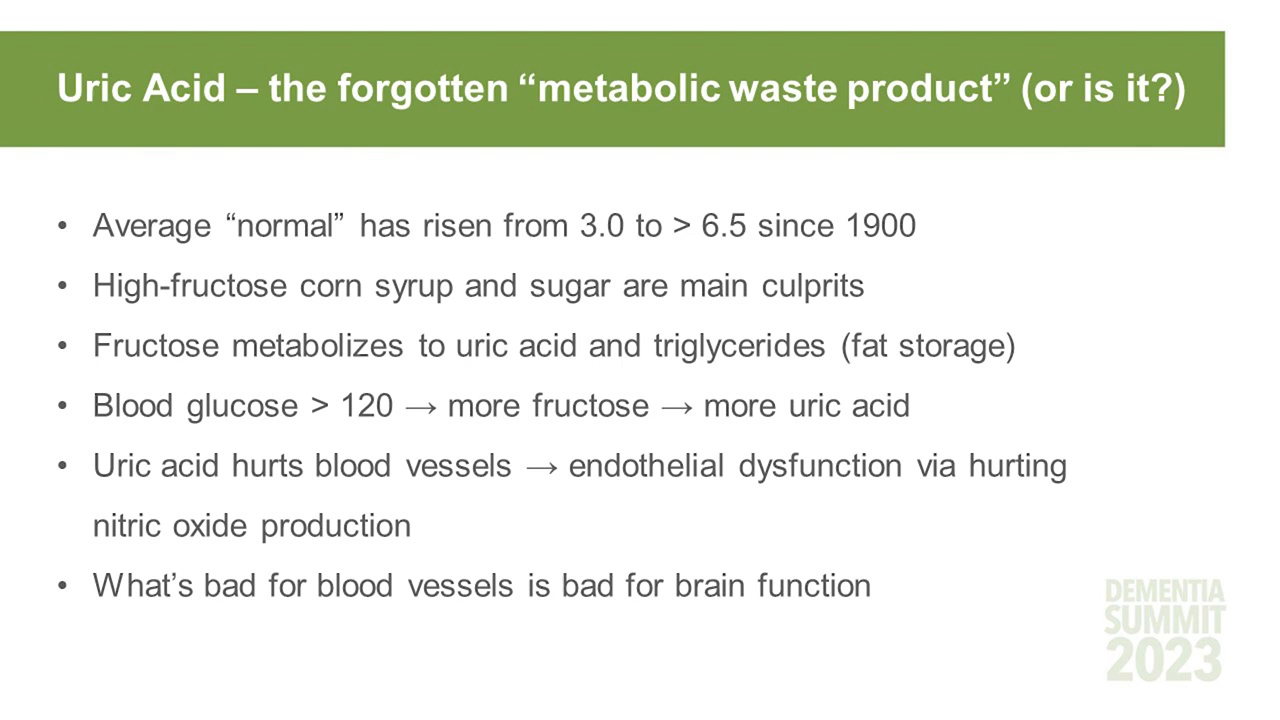 Uric Acid – the forgotten “metabolic waste product” (or is it?)
• Average “normal” has risen from 3.0 to > 6.5 since 1900
• High-fructose corn syrup and sugar are main culprits
• Fructose metabolizes to uric acid and triglycerides (fat storage)
• Blood glucose > 120 → more fructose → more uric acid
• Uric acid hurts blood vessels → endothelial dysfunction via hurting
nitric oxide production
• What’s bad for blood vessels is bad for brain function
DEMENTIA
SUMMIT
2023